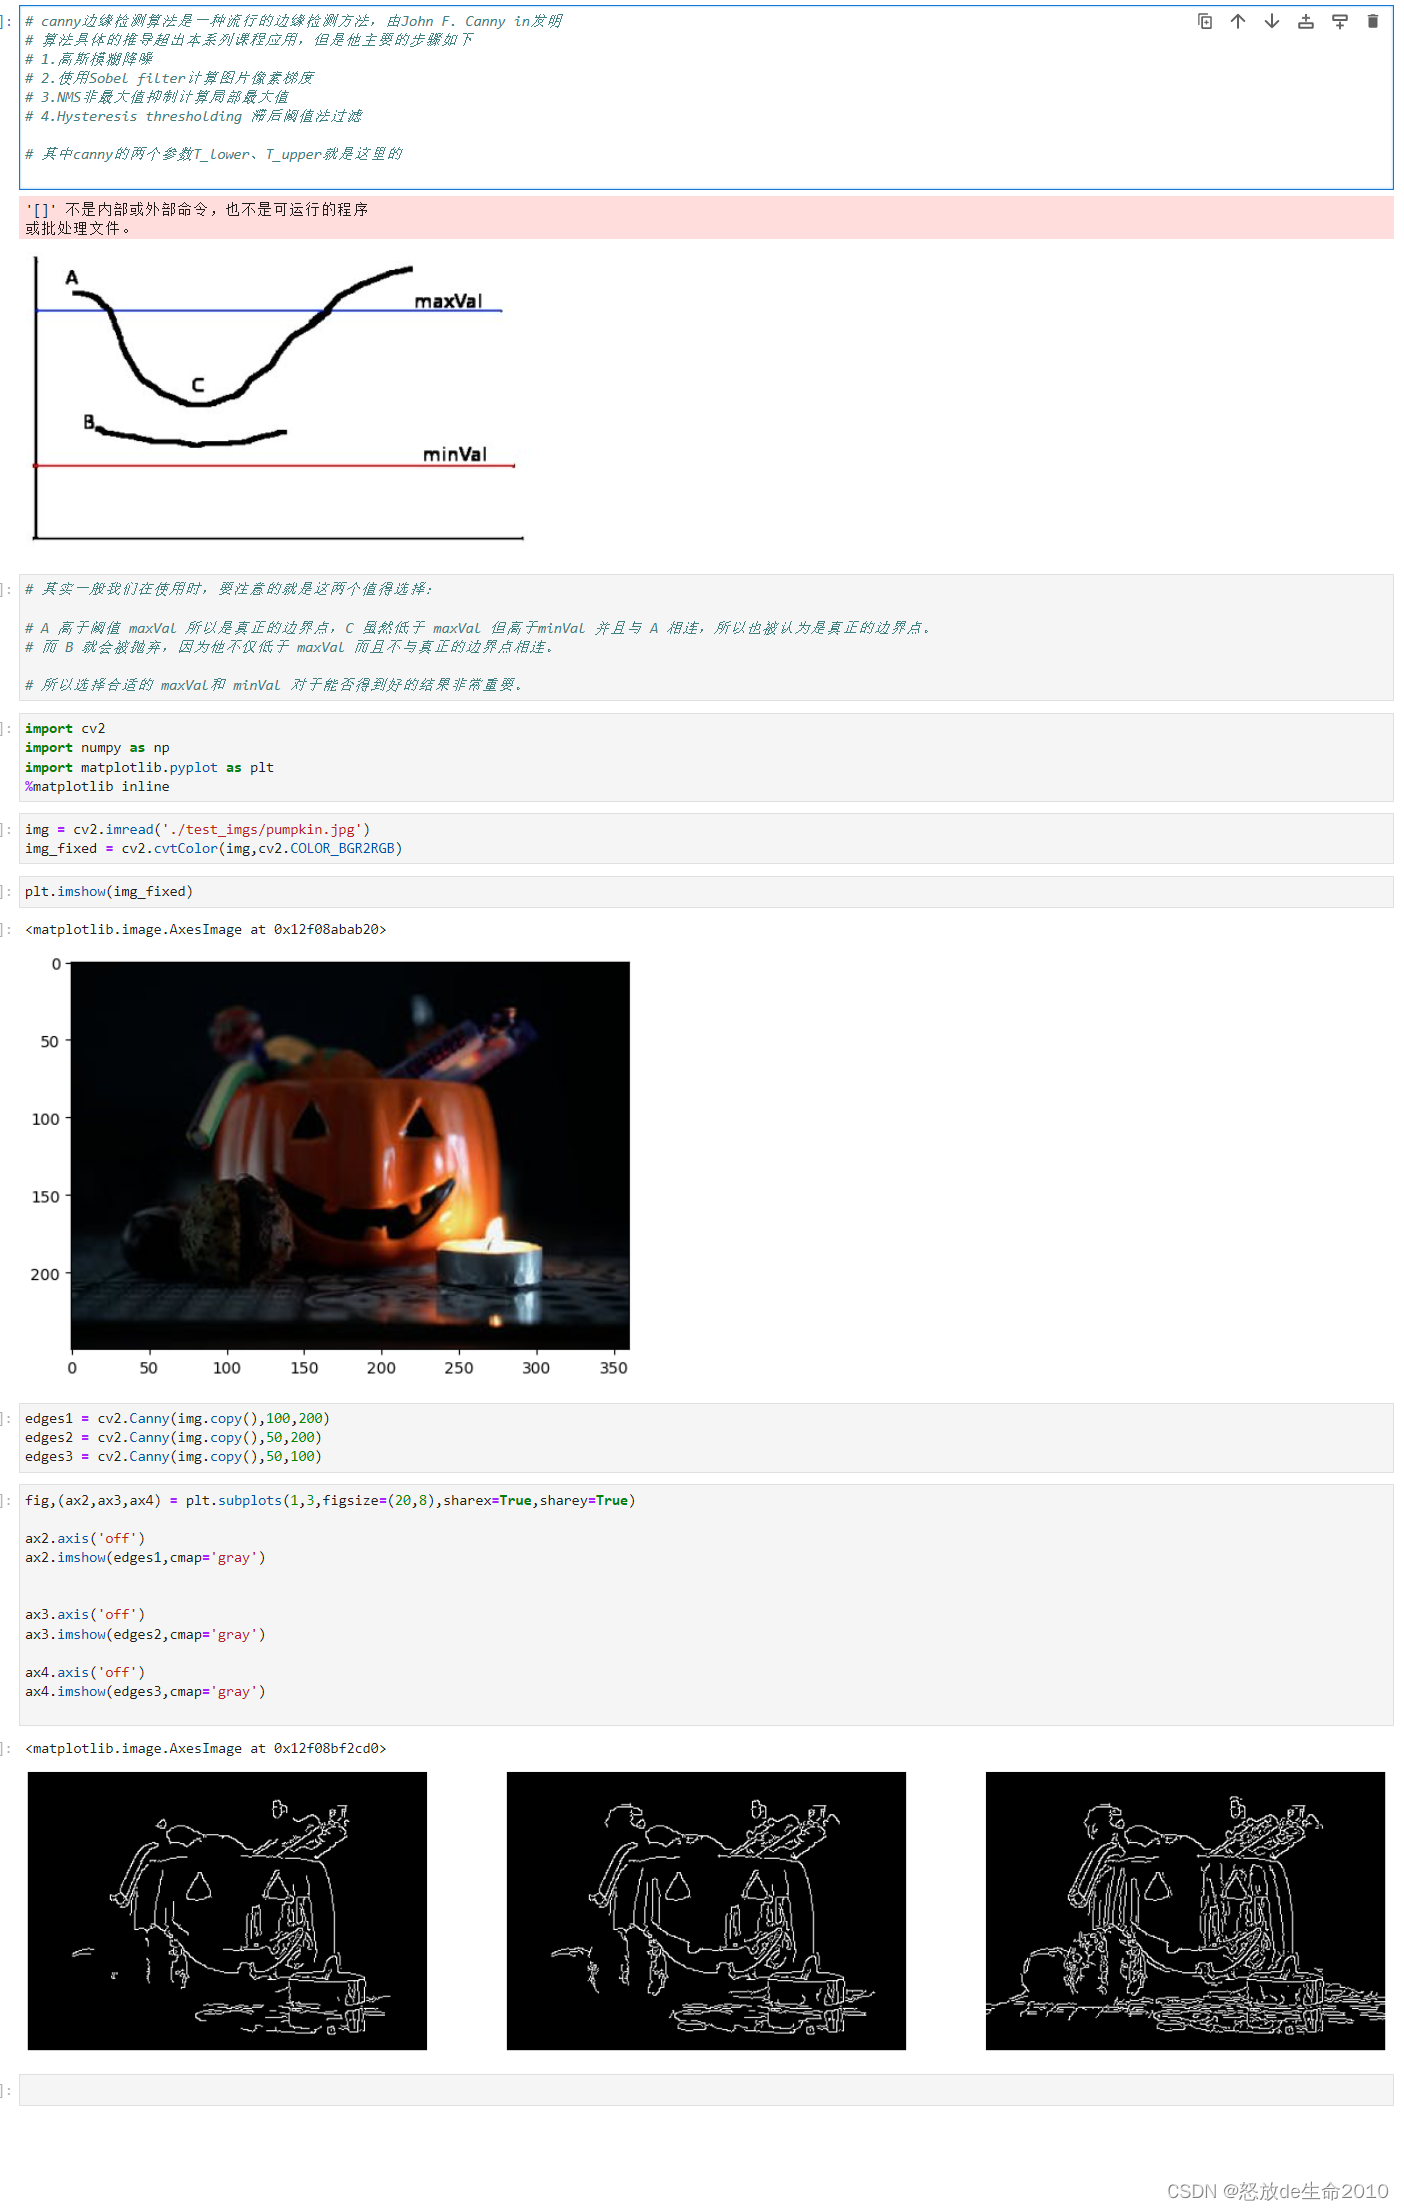 ]:
# canny边缘检测算法是一种流行的边缘检测方法，由John F. Canny in发明
# 算法具体的推导超出本系列课程应用，但是他主要的步骤如下
# 1.高斯模糊降噪
# 2.使用Sobel filter计算图片像素梯度
# 3.NMS非最大值抑制计算局部最大值
# 4.Hysteresis thresholding 滞后阈值法过滤
# 其中canny的两个参数T_lower、T_upper就是这里的
'[]' 不是内部或外部命令，也不是可运行的程序
或批处理文件。
A
maxVal
C
B
minVal
]:
# 其实一般我们在使用时，要注意的就是这两个值得选择：
# A 高于阈值 maxVal 所以是真正的边界点，C 虽然低于 maxVal 但高于minVal 并且与 A 相连，所以也被认为是真正的边界点。
# 而 B 就会被抛弃，因为他不仅低于 maxVal 而且不与真正的边界点相连。
# 所以选择合适的 maxVal和 minVal 对于能否得到好的结果非常重要。
]:
import cv2
import numpy as np
import matplotlib.pyplot as plt
%matplotlib inline
]:
img = cv2.imread('./test_imgs/pumpkin.jpg')
img_fixed = cv2.cvtColor(img,cv2.COLOR_BGR2RGB)
]:
plt.imshow(img_fixed)
]:
<matplotlib.image.AxesImage at 0x12f08abab20>
0
50
100
150
200
0 50 100 150 200 250 300 350
]:
edges1 = cv2.Canny(img.copy(),100,200)
edges2 = cv2.Canny(img.copy(),50,200)
edges3 = cv2.Canny(img.copy(),50,100)
]:
fig,(ax2,ax3,ax4) = plt.subplots(1,3,figsize=(20,8),sharex=True,sharey=True)
ax2.axis('off')
ax2.imshow(edges1,cmap='gray')
ax3.axis('off')
ax3.imshow(edges2,cmap='gray')
ax4.axis('off')
ax4.imshow(edges3,cmap='gray')
]:
<matplotlib.image.AxesImage at 0x12f08bf2cd0>
]:
CSDN @怒放de生命2010